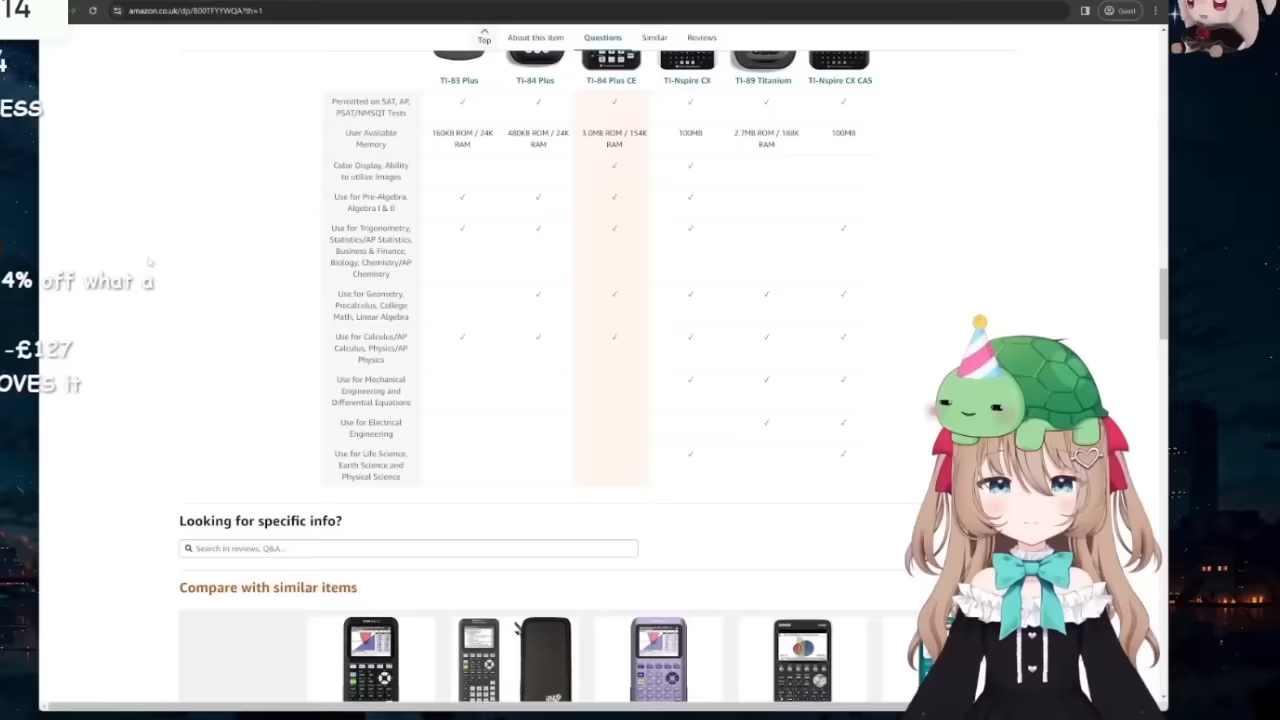 14
amazon.co.uk/dp/B00TFYYWQA?th=1
Guest
Top
About this item
Questions
Similar
Reviews
TI-83 Plus
TI-84 Plus
TI-84 Plus CE
TI-Nspire CX
TI-89 Titanium
TI-Nspire CX CAS
Permitted on SAT, AP,
PSAT/NMSQT Tests
✓ ✓ ✓ ✓ ✓ ✓
User Available
Memory
160KB ROM / 24K
RAM
480KB ROM / 24K
RAM
3.0MB ROM / 154K
RAM
100MB
2.7MB ROM / 188K
RAM
100MB
Color Display, Ability
to utilize Images
✓ ✓
Use for Pre-Algebra,
Algebra I & II
✓ ✓ ✓ ✓
Use for Trigonometry,
Statistics/AP Statistics,
Business & Finance,
Biology, Chemistry/AP
Chemistry
✓ ✓ ✓ ✓ ✓
Use for Geometry,
Precalculus, College
Math, Linear Algebra
✓ ✓ ✓ ✓ ✓
Use for Calculus/AP
Calculus, Physics/AP
Physics
✓ ✓ ✓ ✓ ✓ ✓
Use for Mechanical
Engineering and
Differential Equations
✓ ✓ ✓
Use for Electrical
Engineering
✓ ✓
Use for Life Science,
Earth Science and
Physical Science
✓ ✓
4
ESS
4% off what a
-£127
OVES it
Looking for specific info?
Search in reviews, Q&A...
Compare with similar items